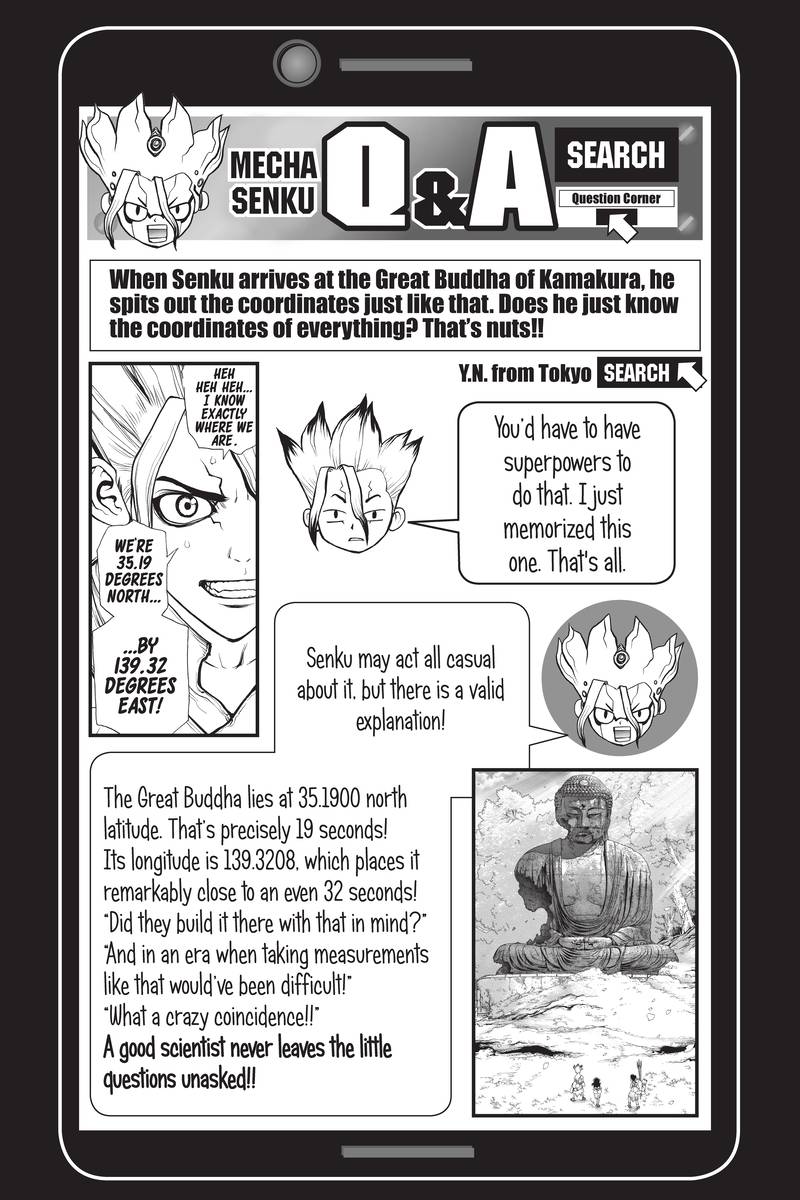 MECHA
SENKU
Q&A
SEARCH
Question Corner
When Senku arrives at the Great Buddha of Kamakura, he
spits out the coordinates just like that. Does he just know
the coordinates of everything? That's nuts!!
Y.N. from Tokyo
SEARCH
HEH
HEH HEH...
I KNOW
EXACTLY
WHERE WE
ARE.
WE'RE
35.19
DEGREES
NORTH...
...BY
139.32
DEGREES
EAST!
You'd have to have
superpowers to
do that. I just
memorized this
one. That's all.
Senku may act all casual
about it, but there is a valid
explanation!
The Great Buddha lies at 35.1900 north
latitude. That's precisely 19 seconds!
Its longitude is 139.3208, which places it
remarkably close to an even 32 seconds!
"Did they build it there with that in mind?"
"And in an era when taking measurements
like that would've been difficult!"
"What a crazy coincidence!!"
A good scientist never leaves the little
questions unasked!!